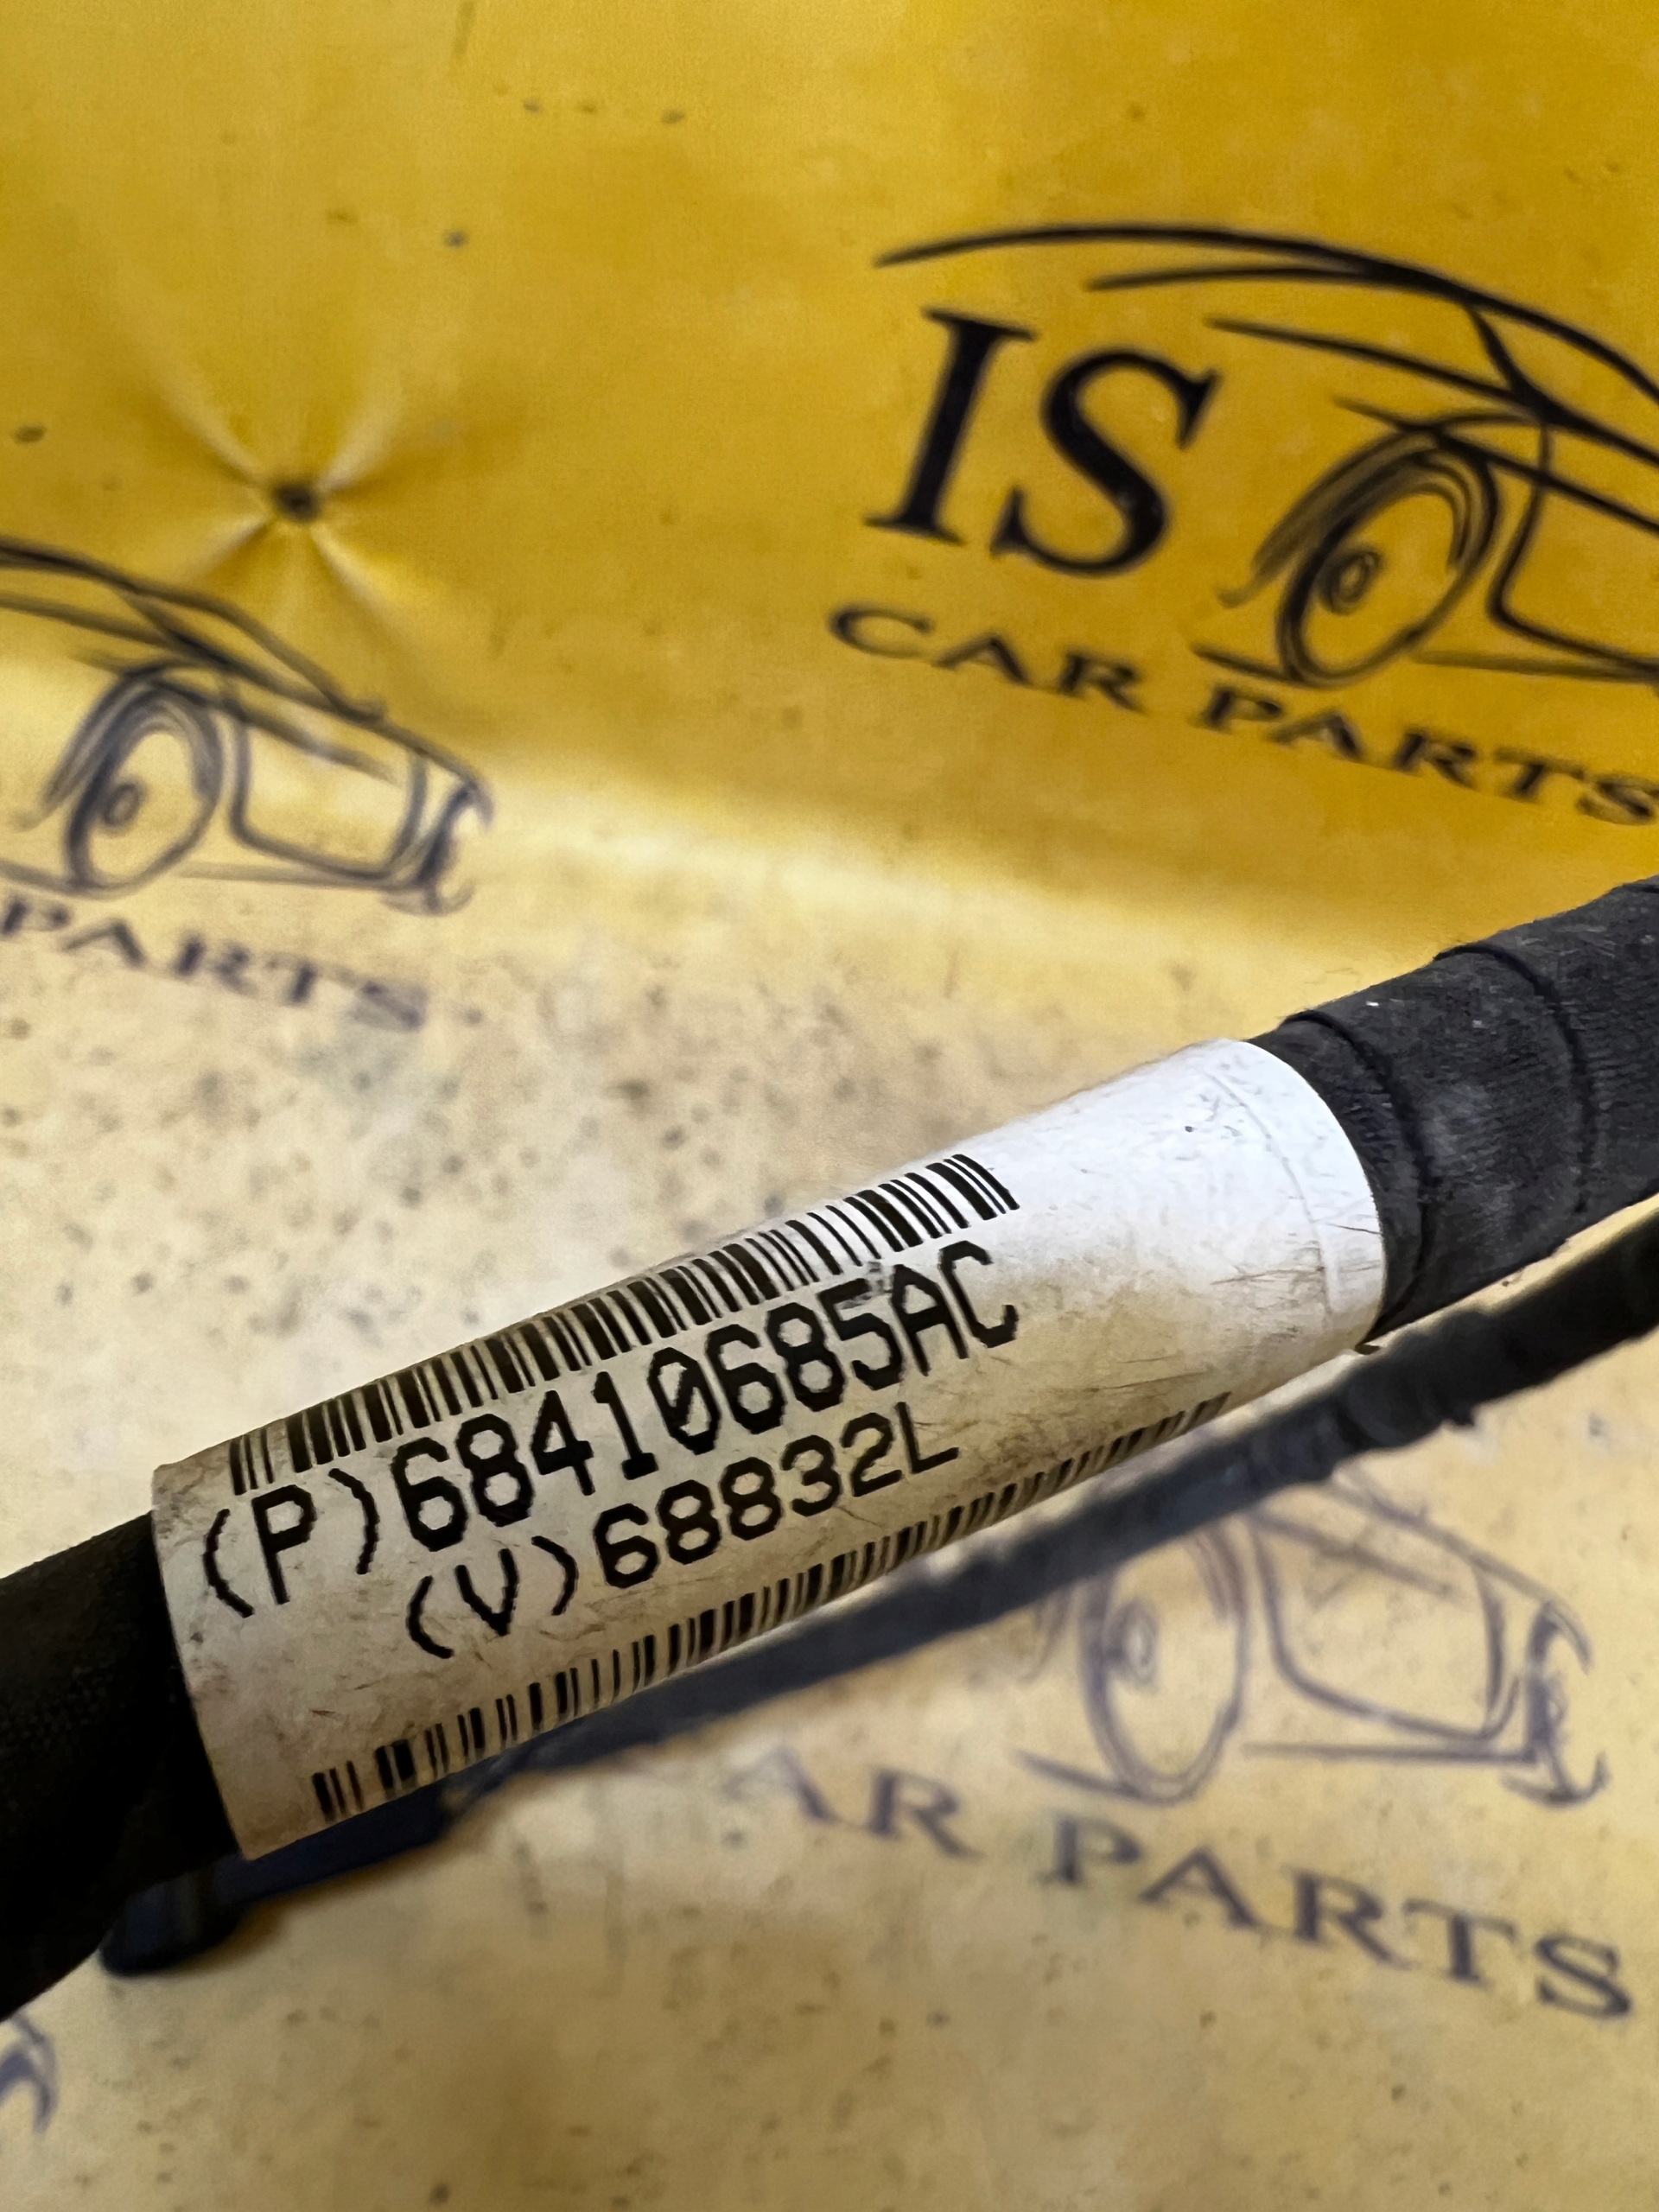 IS
CAR PARTS
PARTS
(P)68410685AC
(V)68832L
AR PARTS